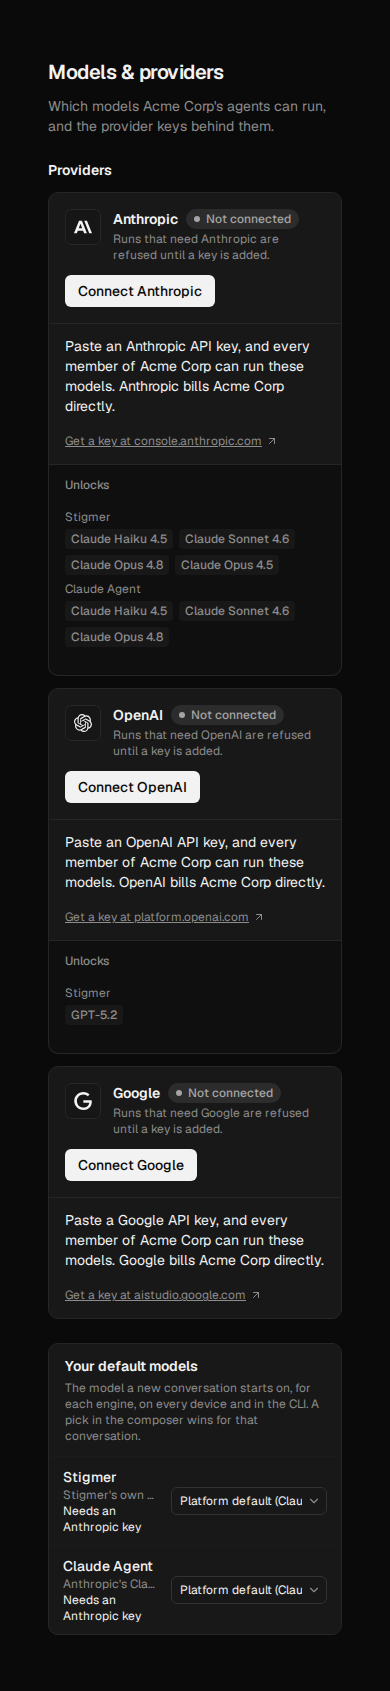 Models & providers
Which models Acme Corp's agents can run,
and the provider keys behind them.
Providers
Anthropic
Not connected
Runs that need Anthropic are
refused until a key is added.
Connect Anthropic
Paste an Anthropic API key, and every
member of Acme Corp can run these
models. Anthropic bills Acme Corp
directly.
Get a key at console.anthropic.com
Unlocks
Stigmer
Claude Haiku 4.5 Claude Sonnet 4.6
Claude Opus 4.8 Claude Opus 4.5
Claude Agent
Claude Haiku 4.5 Claude Sonnet 4.6
Claude Opus 4.8
OpenAI
Not connected
Runs that need OpenAI are refused
until a key is added.
Connect OpenAI
Paste an OpenAI API key, and every
member of Acme Corp can run these
models. OpenAI bills Acme Corp directly.
Get a key at platform.openai.com
Unlocks
Stigmer
GPT-5.2
Google
Not connected
Runs that need Google are refused
until a key is added.
Connect Google
Paste a Google API key, and every
member of Acme Corp can run these
models. Google bills Acme Corp directly.
Get a key at aistudio.google.com
Your default models
The model a new conversation starts on, for
each engine, on every device and in the CLI. A
pick in the composer wins for that
conversation.
Stigmer
Stigmer's own ...
Needs an
Anthropic key
Platform default (Clau
Claude Agent
Anthropic's Cla...
Needs an
Anthropic key
Platform default (Clau